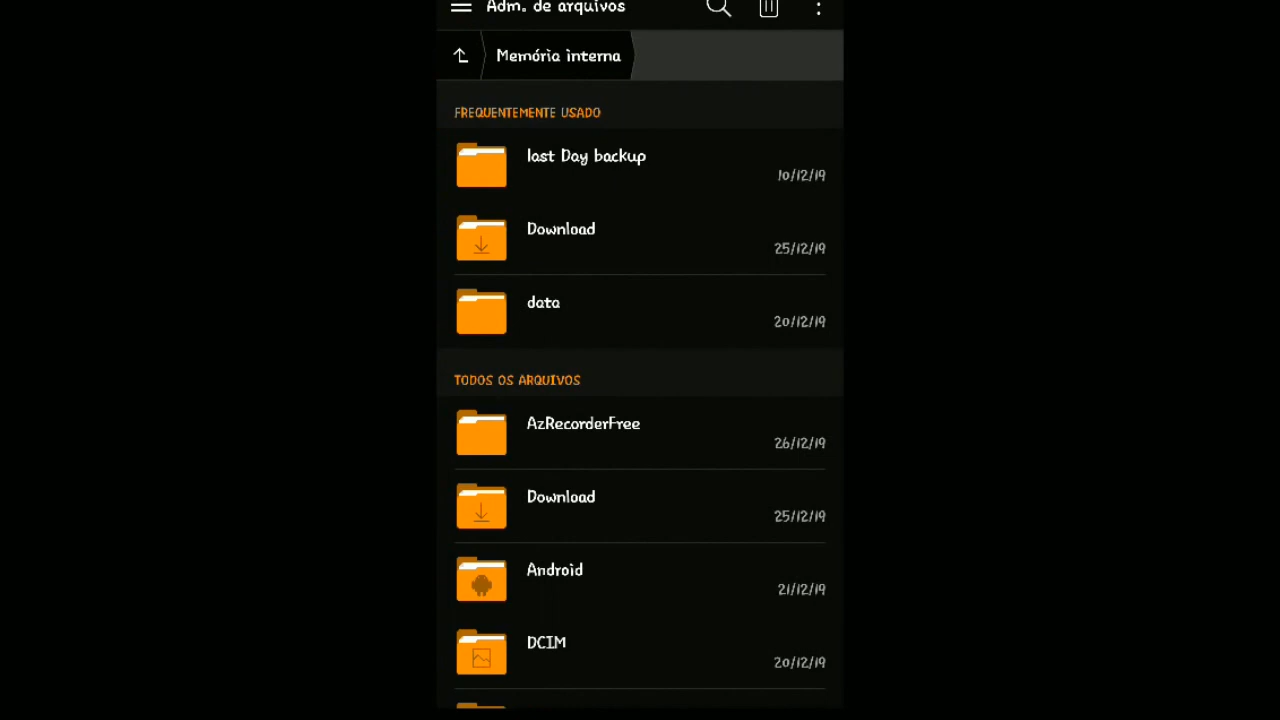 Adm. de arquivos
Memória interna
FREQUENTEMENTE USADO
last Day backup
10/12/19
Download
25/12/19
data
20/12/19
TODOS OS ARQUIVOS
AzRecorderFree
26/12/19
Download
25/12/19
Android
21/12/19
DCIM
20/12/19